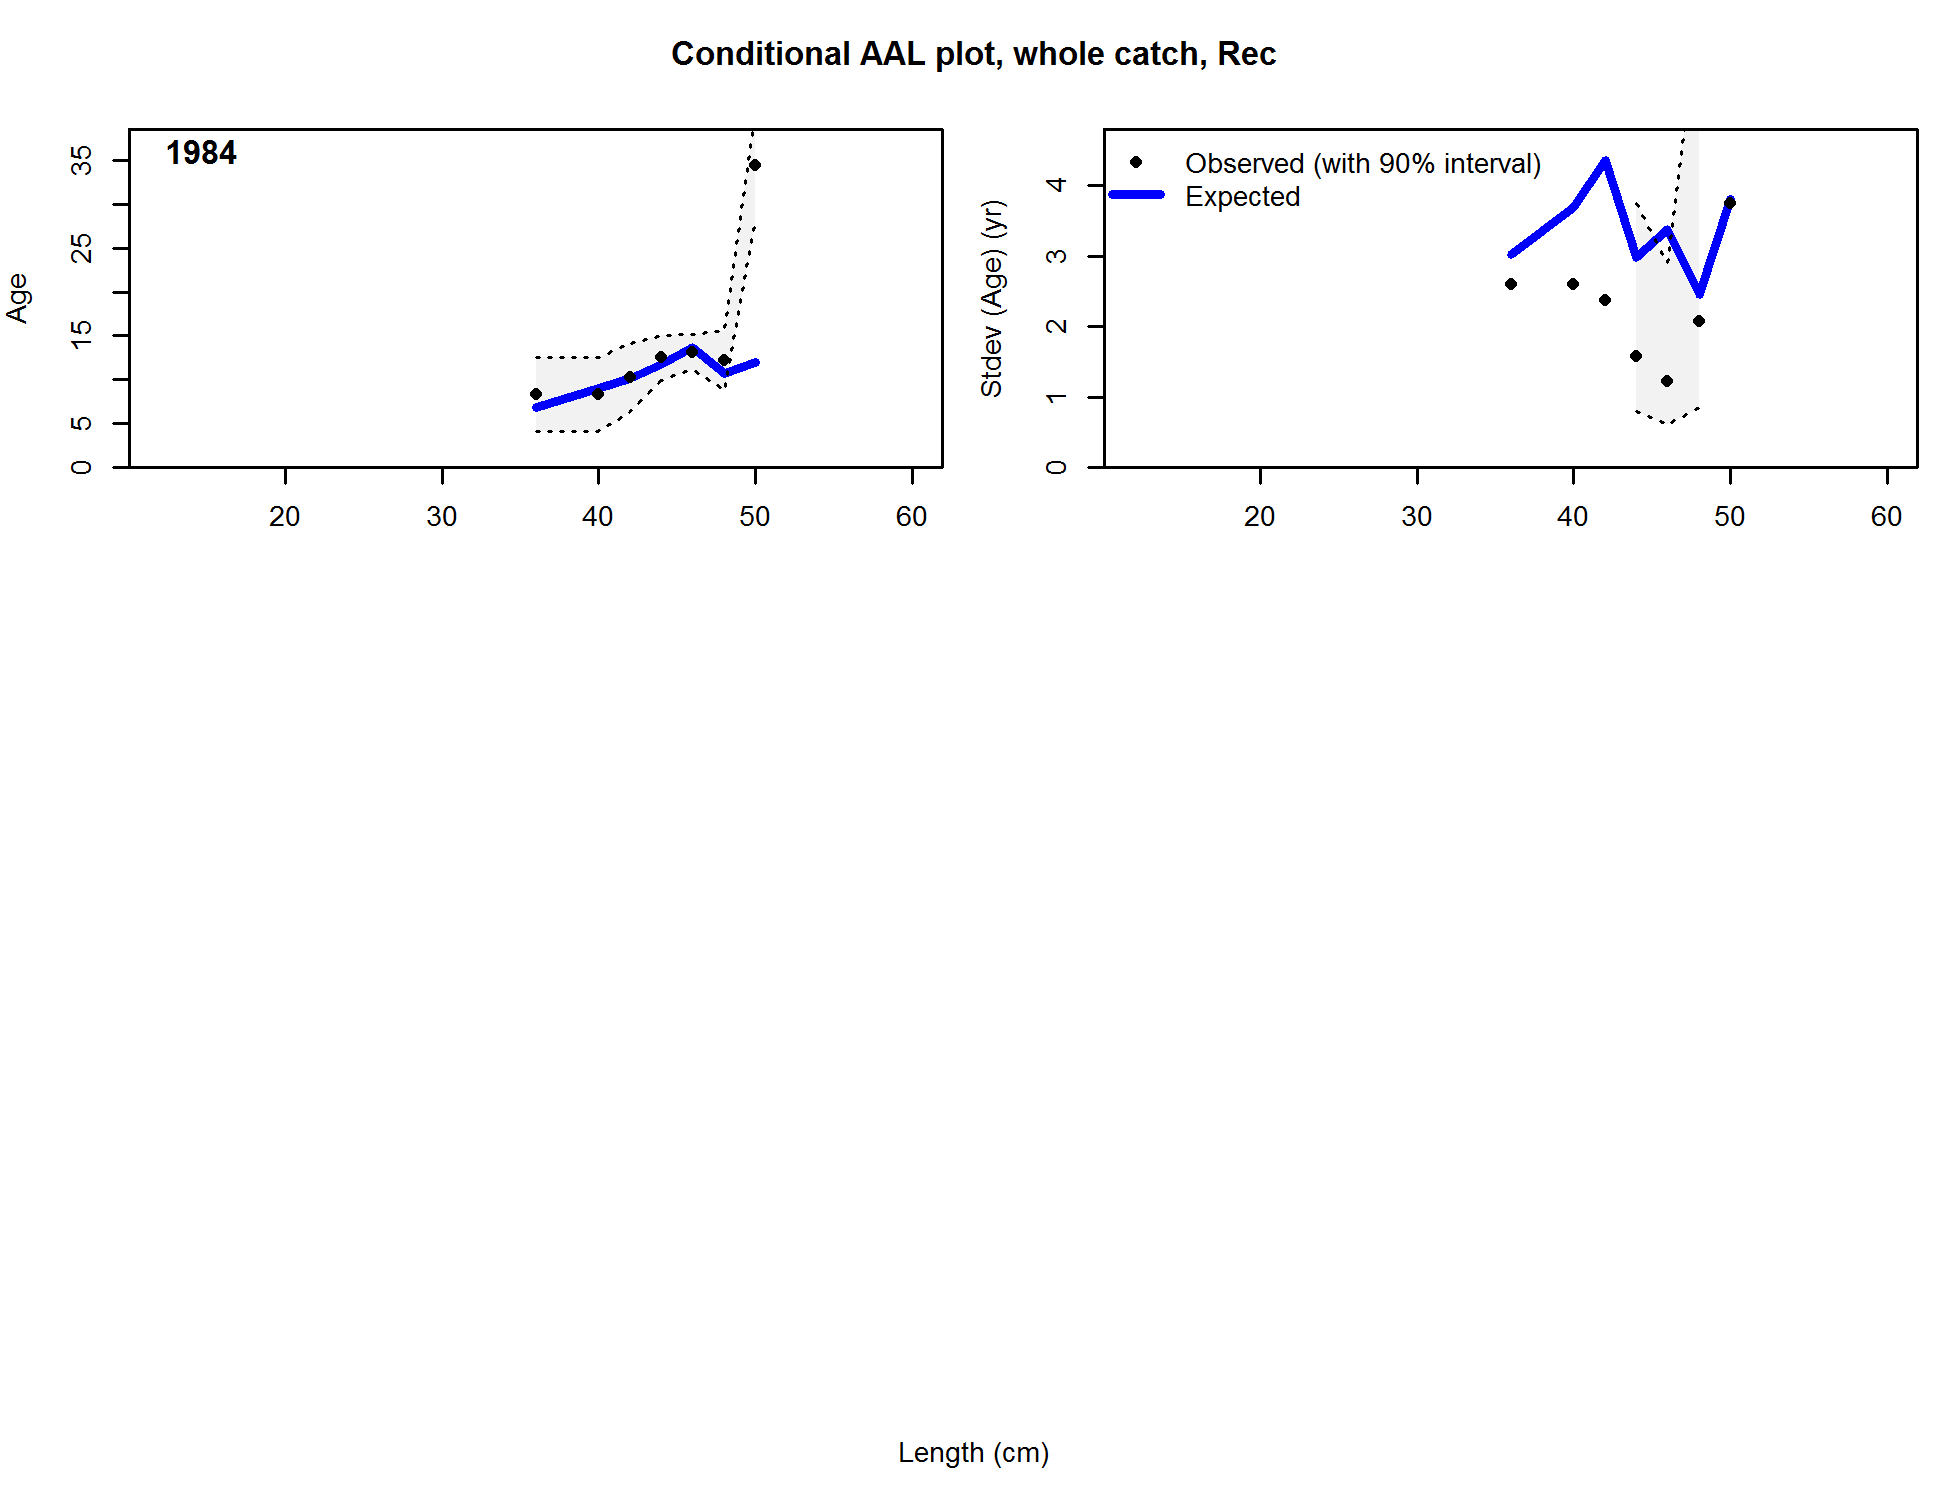 Conditional AAL plot, whole catch, Rec
1984
Age
0 5 15 25 35
20 30 40 50 60
Observed (with 90% interval)
Expected
Stdev (Age) (yr)
0 1 2 3 4
20 30 40 50 60
Length (cm)